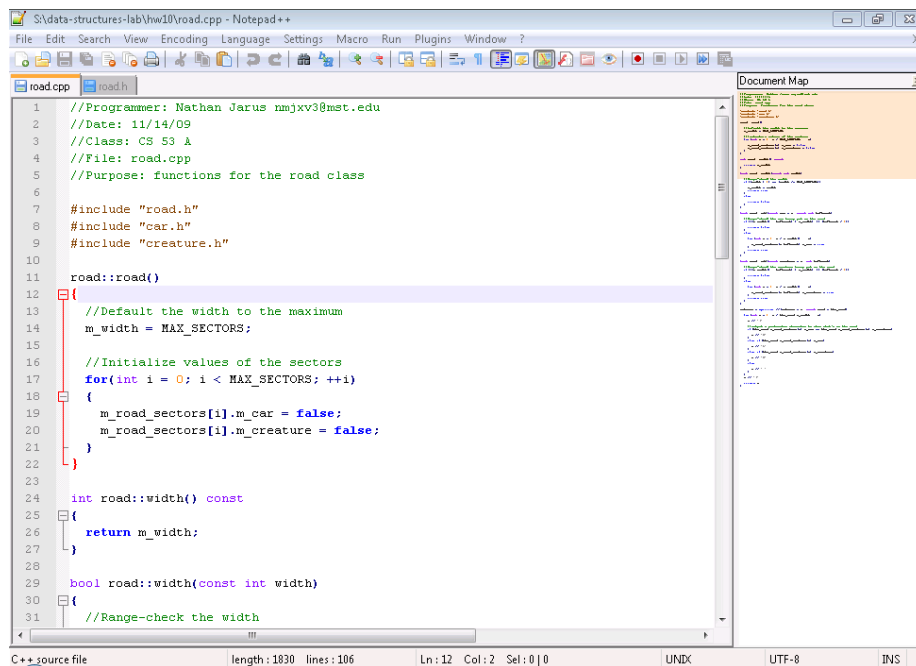 S:\data-structures-lab\hw10\road.cpp - Notepad++
File Edit Search View Encoding Language Settings Macro Run Plugins Window ?
road.cpp road.h
Document Map
1 //Programmer: Nathan Jarus nmjxv3@mst.edu
2 //Date: 11/14/09
3 //Class: CS 53 A
4 //File: road.cpp
5 //Purpose: functions for the road class
6
7 #include "road.h"
8 #include "car.h"
9 #include "creature.h"
10
11 road::road()
12 {
13   //Default the width to the maximum
14   m_width = MAX_SECTORS;
15
16   //Initialize values of the sectors
17   for(int i = 0; i < MAX_SECTORS; ++i)
18   {
19     m_road_sectors[i].m_car = false;
20     m_road_sectors[i].m_creature = false;
21   }
22 }
23
24 int road::width() const
25 {
26   return m_width;
27 }
28
29 bool road::width(const int width)
30 {
31   //Range-check the width
C++ source file length : 1830 lines : 106 Ln : 12 Col : 2 Sel : 0 | 0 UNIX UTF-8 INS